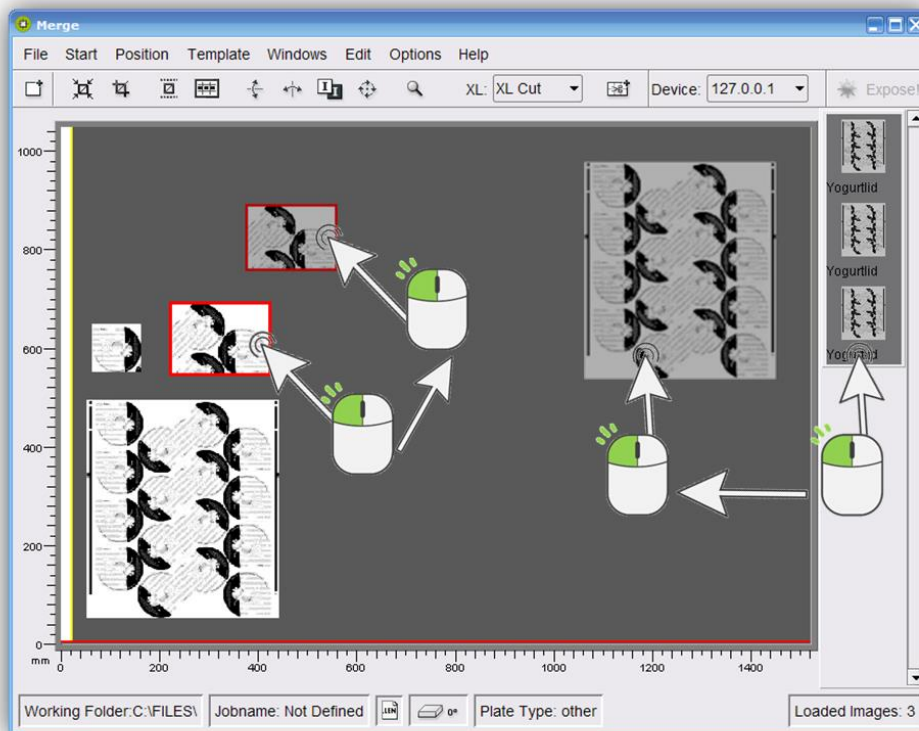 Merge
File Start Position Template Windows Edit Options Help
XL: XL Cut Device: 127.0.0.1 Expose!
Yogurtlid
Yogurtlid
Yogurtlid
1000
800
600
400
200
0
mm 0 200 400 600 800 1000 1200 1400
Working Folder:C:\FILES\ Jobname: Not Defined .LEN 0° Plate Type: other Loaded Images: 3